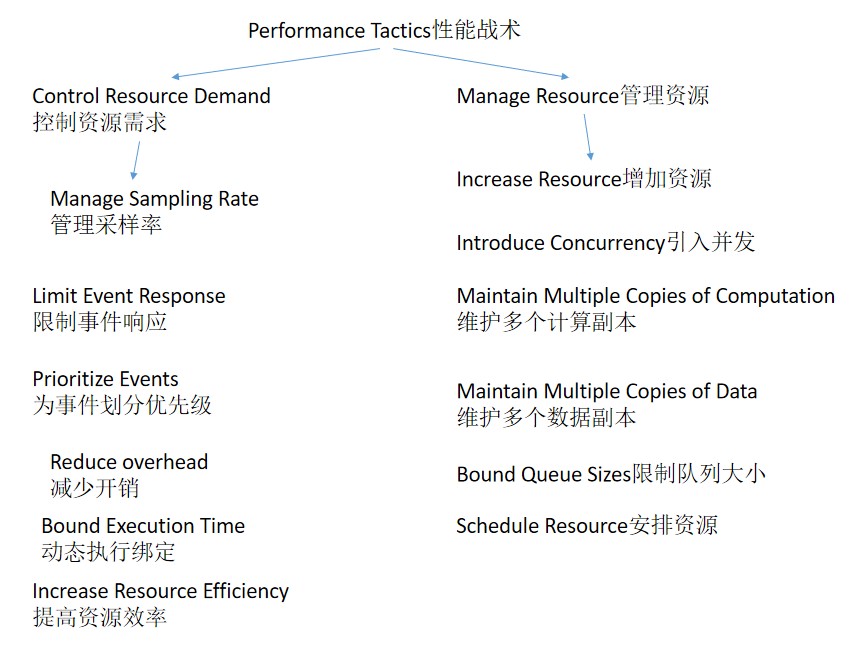 Performance Tactics性能战术
Control Resource Demand
控制资源需求
Manage Sampling Rate
管理采样率
Limit Event Response
限制事件响应
Prioritize Events
为事件划分优先级
Reduce overhead
减少开销
Bound Execution Time
动态执行绑定
Increase Resource Efficiency
提高资源效率
Manage Resource管理资源
Increase Resource增加资源
Introduce Concurrency引入并发
Maintain Multiple Copies of Computation
维护多个计算副本
Maintain Multiple Copies of Data
维护多个数据副本
Bound Queue Sizes限制队列大小
Schedule Resource安排资源